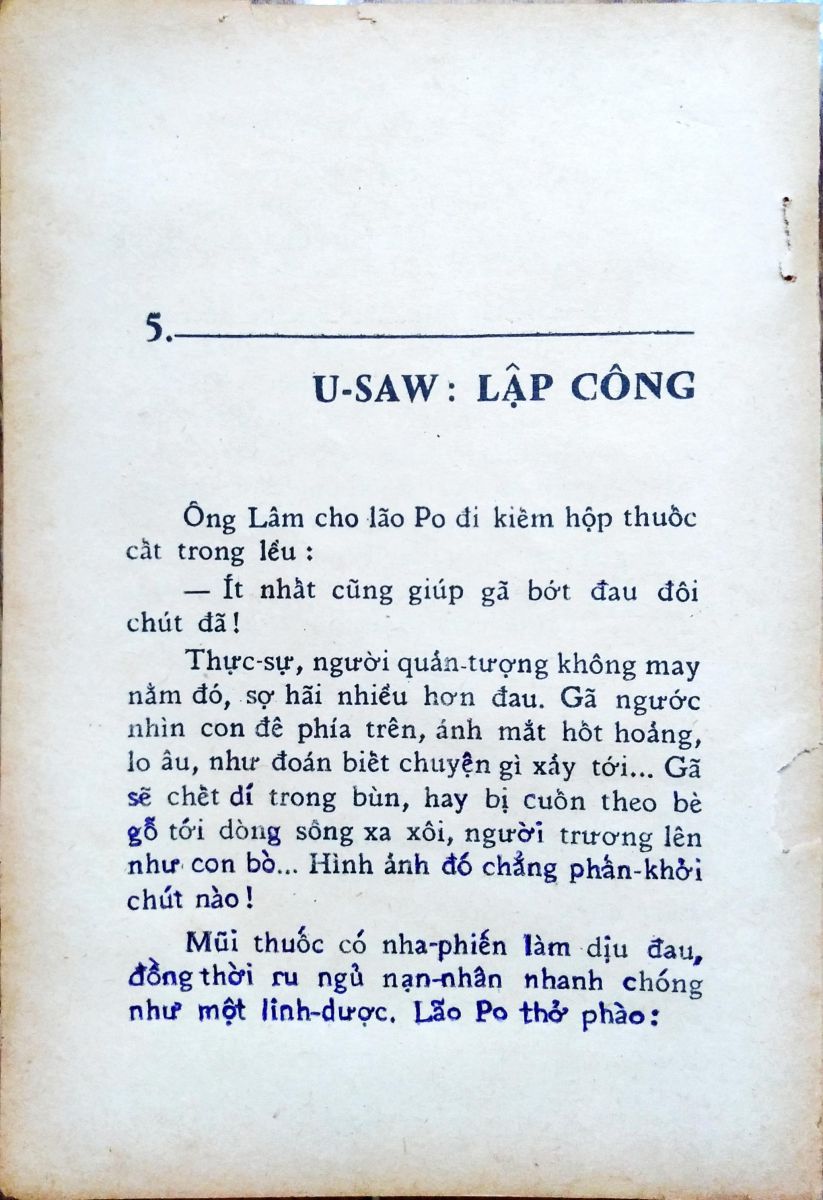 5.
U-SAW : LẬP CÔNG
Ông Lâm cho lão Po đi kiếm hộp thuốc
cất trong lều :
— Ít nhất cũng giúp gã bớt đau đôi
chút đã !
Thực-sự, người quản-tượng không may
nằm đó, sợ hãi nhiều hơn đau. Gã ngước
nhìn con đê phía trên, ánh mắt hốt hoảng,
lo âu, như đoán biết chuyện gì xảy tới... Gã
sẽ chết dí trong bùn, hay bị cuốn theo bè
gỗ tới dòng sông xa xôi, người trương lên
như con bò... Hình ảnh đó chẳng phấn-khởi
chút nào !
Mũi thuốc có nha-phiến làm dịu đau,
đồng thời ru ngủ nạn-nhân nhanh chóng
như một linh-dược. Lão Po thở phào :